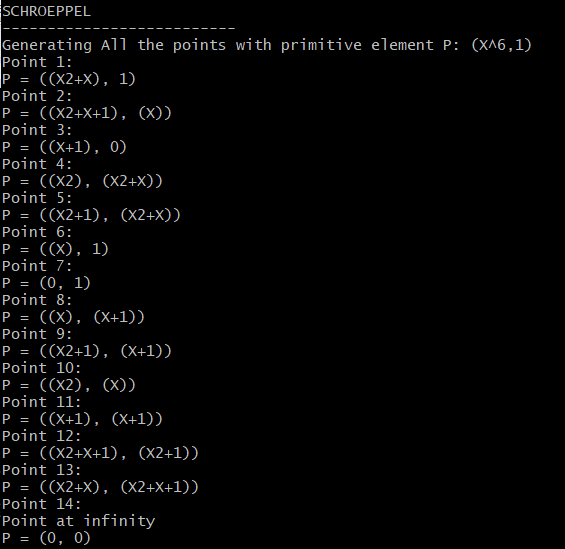 SCHROEPPEL
--------------------------
Generating All the points with primitive element P: (X^6,1)
Point 1:
P = ((X2+X), 1)
Point 2:
P = ((X2+X+1), (X))
Point 3:
P = ((X+1), 0)
Point 4:
P = ((X2), (X2+X))
Point 5:
P = ((X2+1), (X2+X))
Point 6:
P = ((X), 1)
Point 7:
P = (0, 1)
Point 8:
P = ((X), (X+1))
Point 9:
P = ((X2+1), (X+1))
Point 10:
P = ((X2), (X))
Point 11:
P = ((X+1), (X+1))
Point 12:
P = ((X2+X+1), (X2+1))
Point 13:
P = ((X2+X), (X2+X+1))
Point 14:
Point at infinity
P = (0, 0)